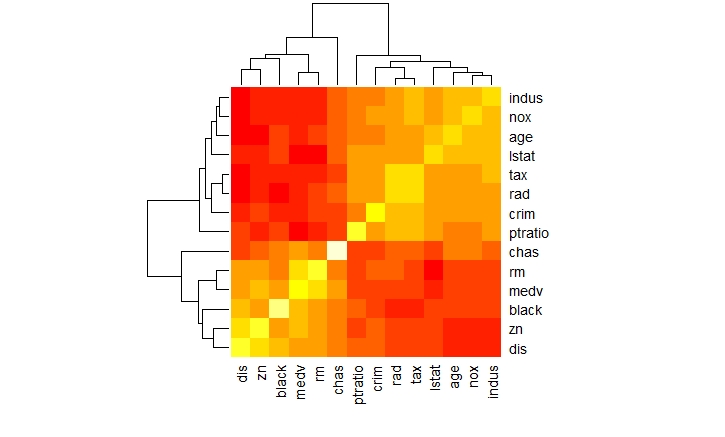 indus
nox
age
lstat
tax
rad
crim
ptratio
chas
rm
medv
black
zn
dis
dis
zn
black
medv
rm
chas
ptratio
crim
rad
tax
lstat
age
nox
indus